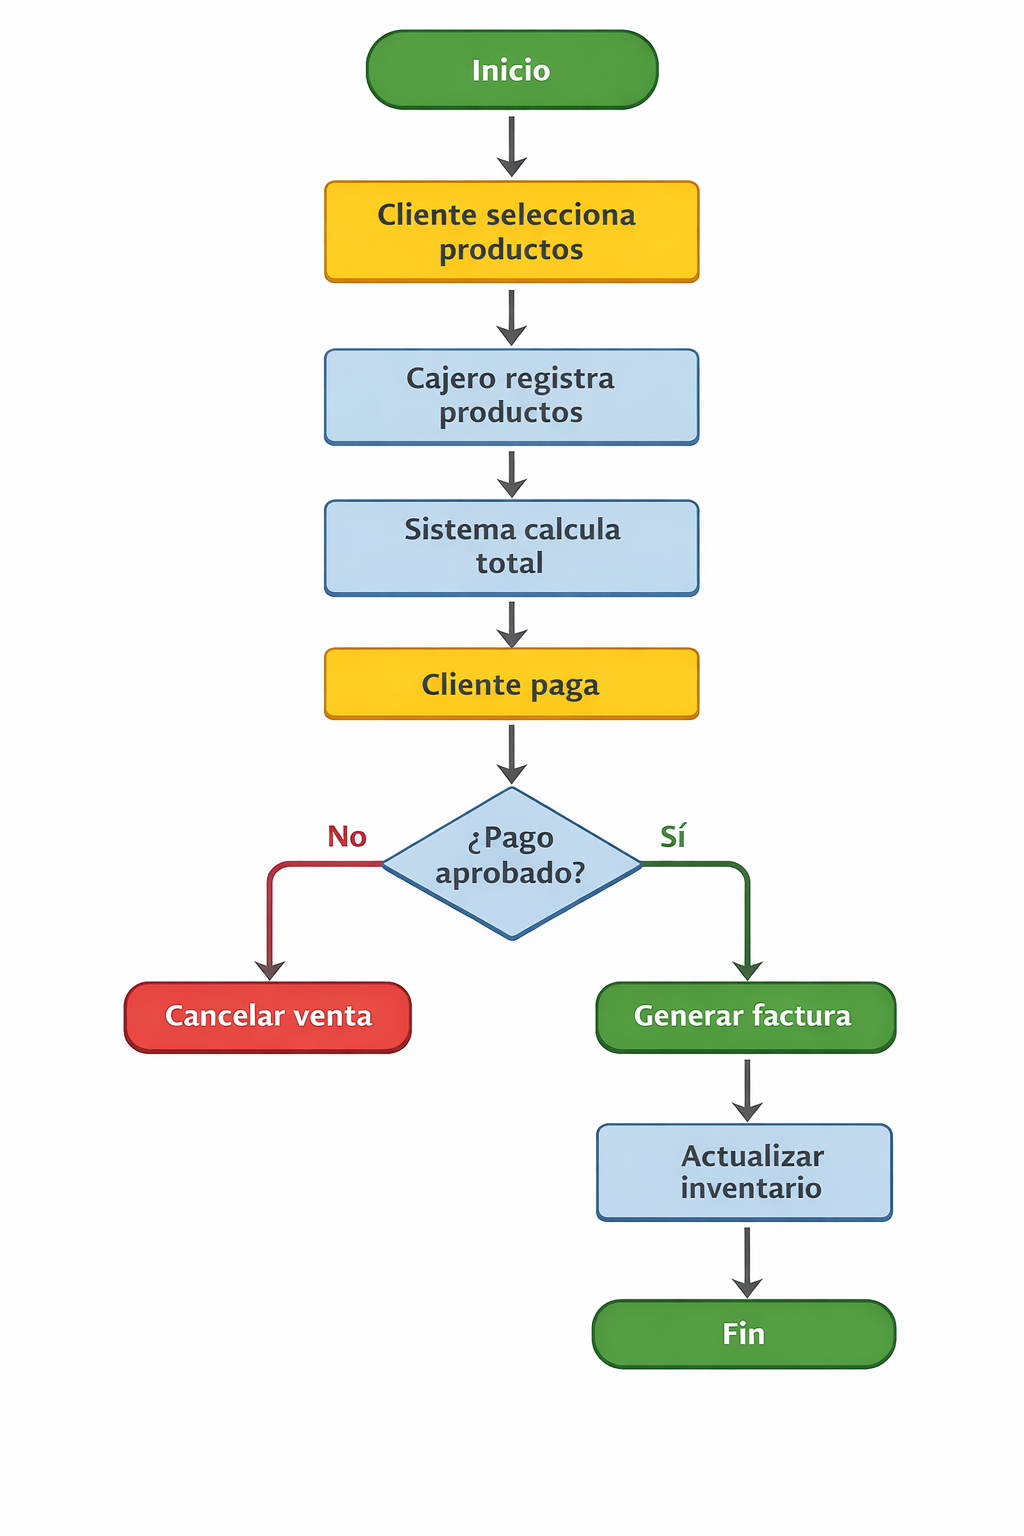 Inicio
Cliente selecciona
productos
Cajero registra
productos
Sistema calcula
total
Cliente paga
¿Pago
aprobado?
No
Sí
Cancelar venta
Generar factura
Actualizar
inventario
Fin